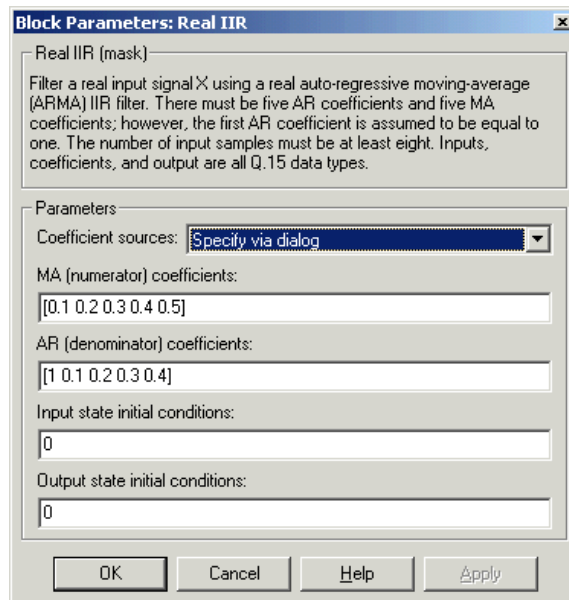 Block Parameters: Real IIR
Real IIR (mask)
Filter a real input signal X using a real auto-regressive moving-average
(ARMA) IIR filter. There must be five AR coefficients and five MA
coefficients; however, the first AR coefficient is assumed to be equal to
one. The number of input samples must be at least eight. Inputs,
coefficients, and output are all Q.15 data types.
Parameters
Coefficient sources: Specify via dialog
MA (numerator) coefficients:
[0.1 0.2 0.3 0.4 0.5]
AR (denominator) coefficients:
[1 0.1 0.2 0.3 0.4]
Input state initial conditions:
0
Output state initial conditions:
0
OK Cancel Help Apply